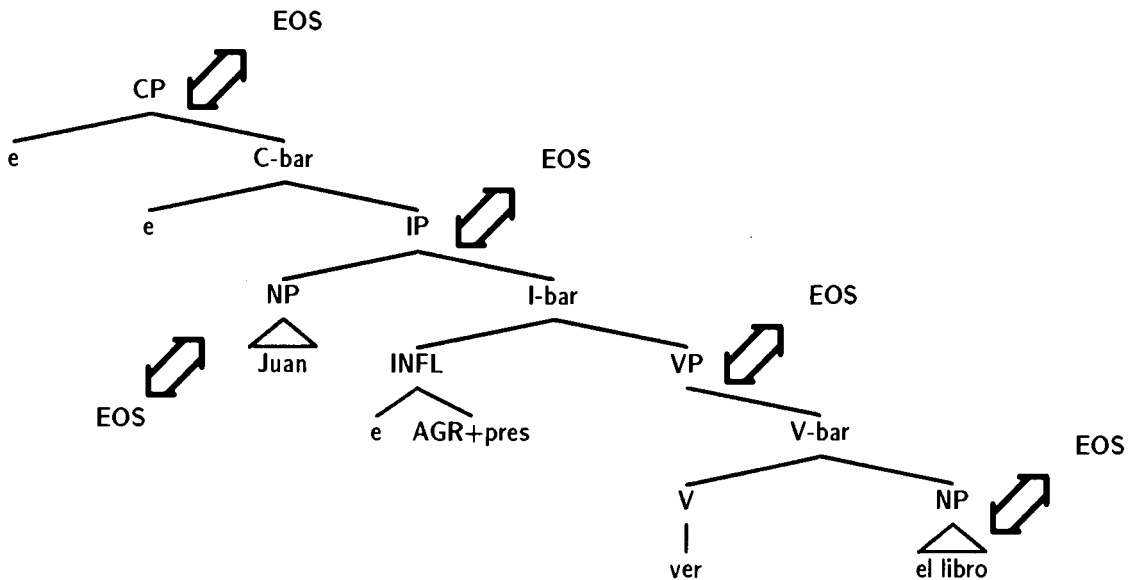 EOS
CP
e C-bar EOS
e IP
NP I-bar EOS
Juan INFL VP
EOS e AGR+pres V-bar EOS
V NP
ver el libro